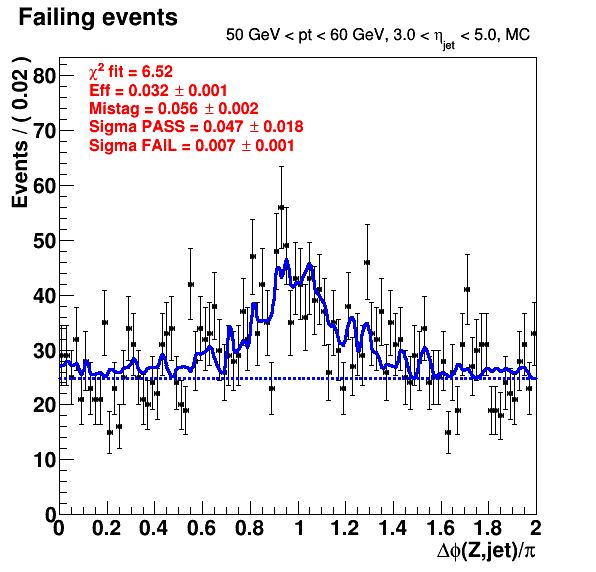 Failing events
50 GeV < pt < 60 GeV, 3.0 < η_jet < 5.0, MC
χ² fit = 6.52
Eff = 0.032 ± 0.001
Mistag = 0.056 ± 0.002
Sigma PASS = 0.047 ± 0.018
Sigma FAIL = 0.007 ± 0.001
Events / ( 0.02 )
80
70
60
50
40
30
20
10
0
0 0.2 0.4 0.6 0.8 1 1.2 1.4 1.6 1.8 2
Δϕ(Z,jet)/π